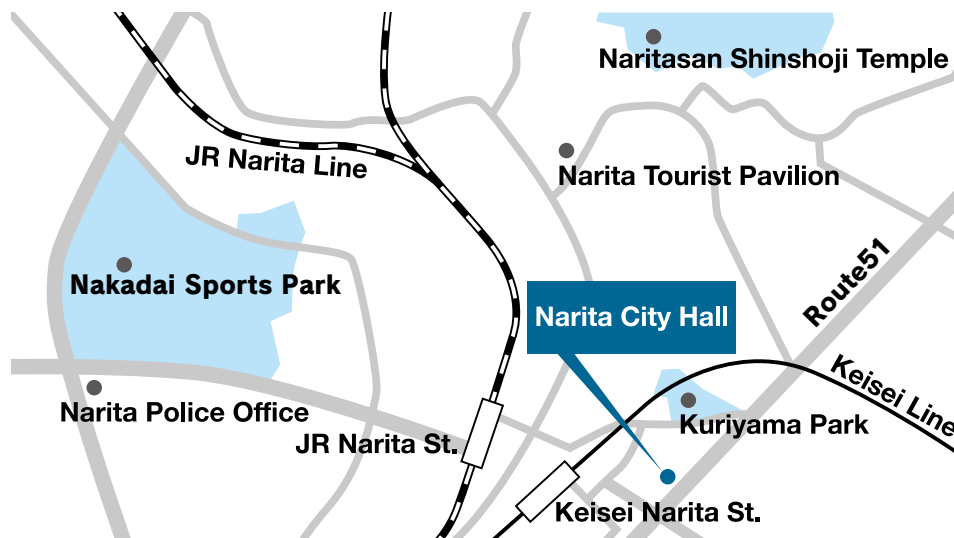 Naritasan Shinshoji Temple
JR Narita Line
Narita Tourist Pavilion
Nakadai Sports Park
Route51
Narita City Hall
Keisei Line
Narita Police Office
Kuriyama Park
JR Narita St.
Keisei Narita St.